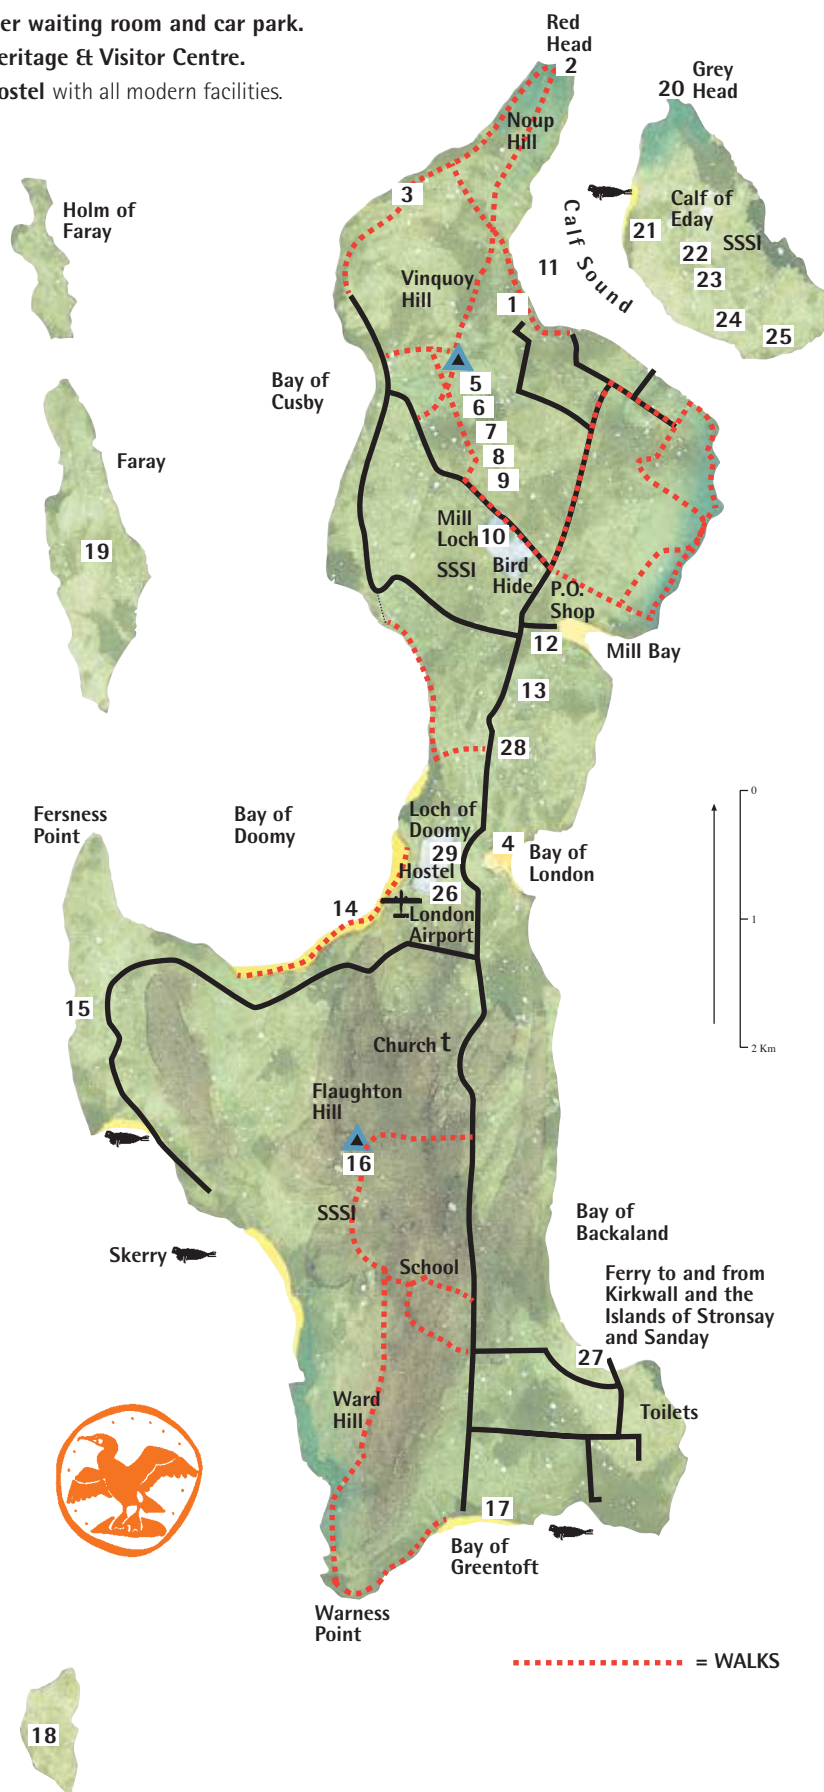 er waiting room and car park.
eritage & Visitor Centre.
ostel with all modern facilities.
Red
Head
2
Grey
Head
20
Noup
Hill
3
Holm of
Faray
Calf of
Eday
21
SSSI
22
23
24
25
Calf Sound
11
Vinquoy
Hill
1
Bay of
Cusby
5
6
7
8
9
Faray
19
Mill
Loch
10
SSSI
Bird
Hide
P.O.
Shop
12
Mill Bay
13
28
0
1
2 Km
Fersness
Point
Bay of
Doomy
Loch of
Doomy
29
Hostel
26
4
Bay of
London
14
London
Airport
15
Church
Flaughton
Hill
16
SSSI
Skerry
School
Bay of
Backaland
Ferry to and from
Kirkwall and the
Islands of Stronsay
and Sanday
27
Ward
Hill
Toilets
17
Bay of
Greentoft
Warness
Point
= WALKS
18